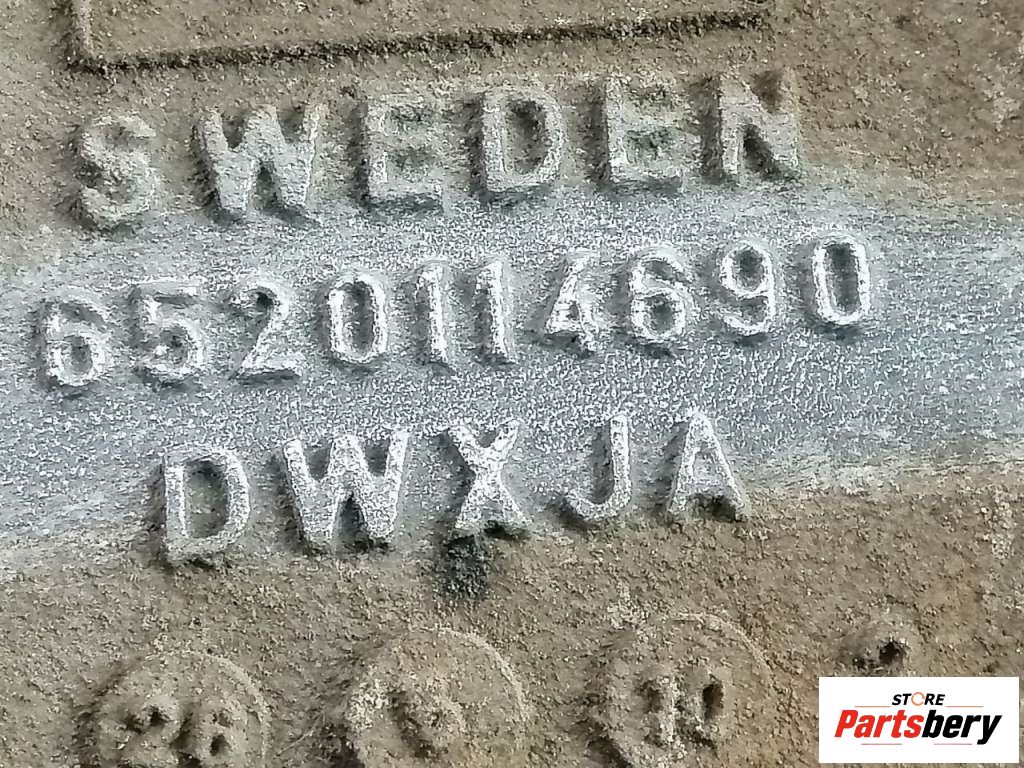 SWEDEN
6520114690
DWXJA
STORE
Partsbery